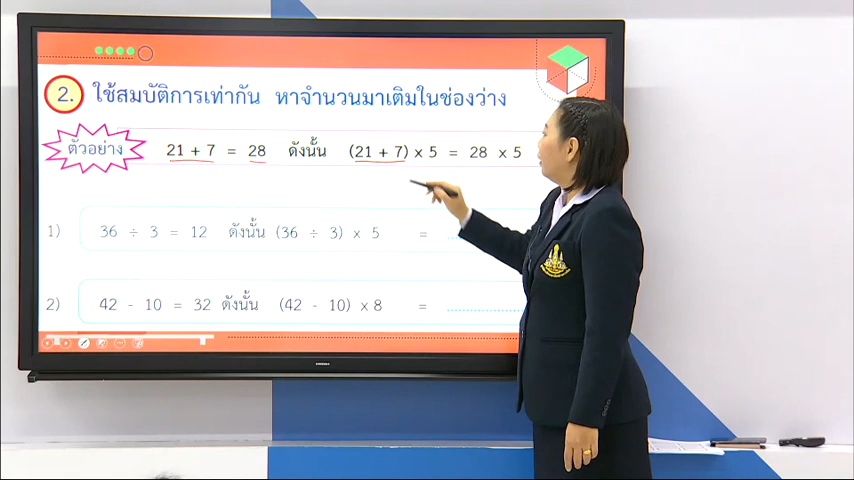 2. ใช้สมบัติการเท่ากัน หาจำนวนมาเติมในช่องว่าง
ตัวอย่าง 21 + 7 = 28 ดังนั้น (21 + 7) x 5 = 28 x 5
1) 36 ÷ 3 = 12 ดังนั้น (36 ÷ 3) x 5 =
2) 42 - 10 = 32 ดังนั้น (42 - 10) x 8 = ....................